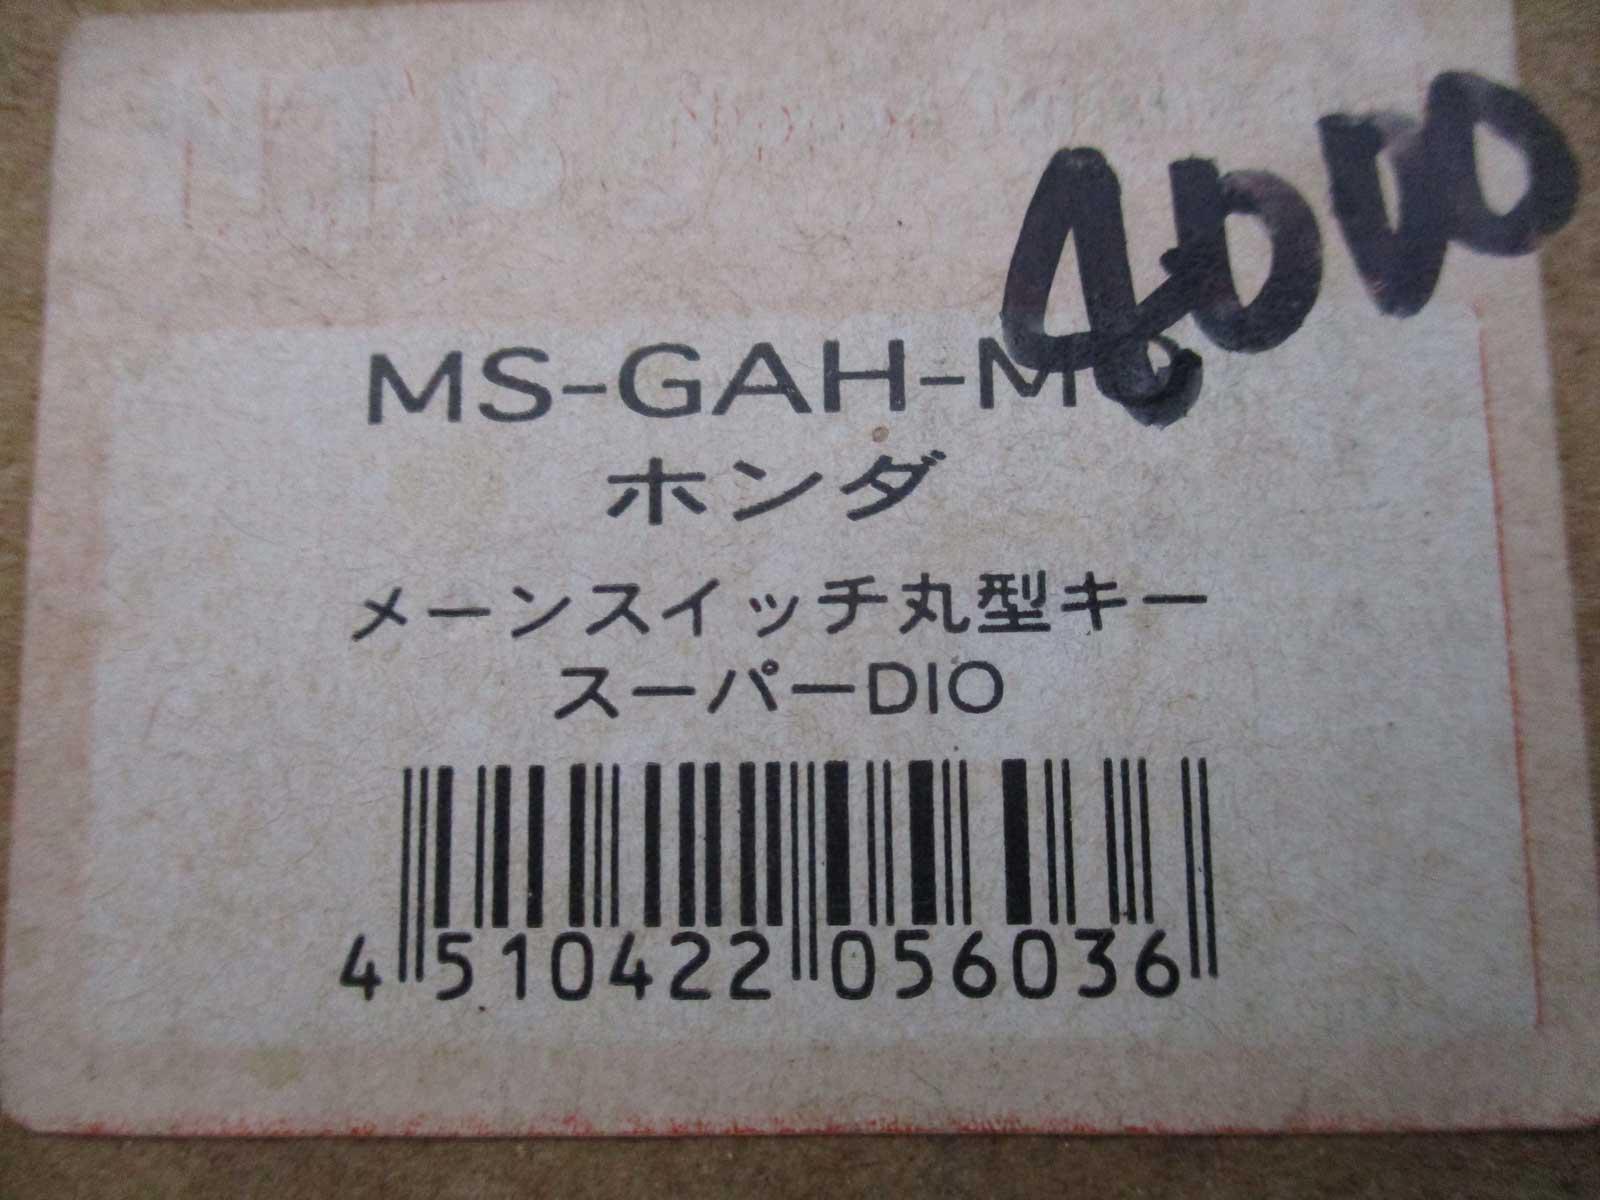 NTB
4000
MS-GAH-M
ホンダ
メーンスイッチ丸型キー
スーパーDIO
4 510422 056036